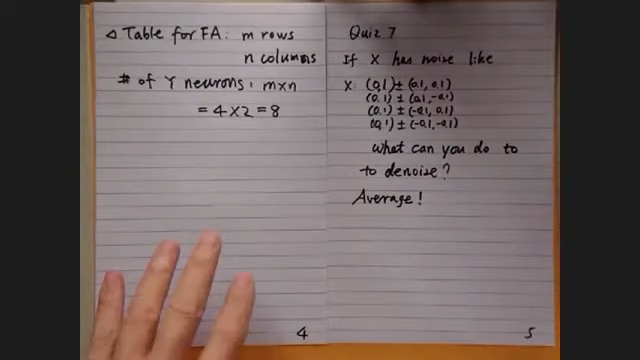 △ Table for FA: m rows
n columns
# of Y neurons: m×n
= 4 × 2 = 8
4
Quiz 7
If X has noise like
X: (0,1) ± (0.1, 0.1)
(0,1) ± (0.1, -0.1)
(0,1) ± (-0.1, 0.1)
(0,1) ± (-0.1, -0.1)
what can you do to
to denoise?
Average!
5